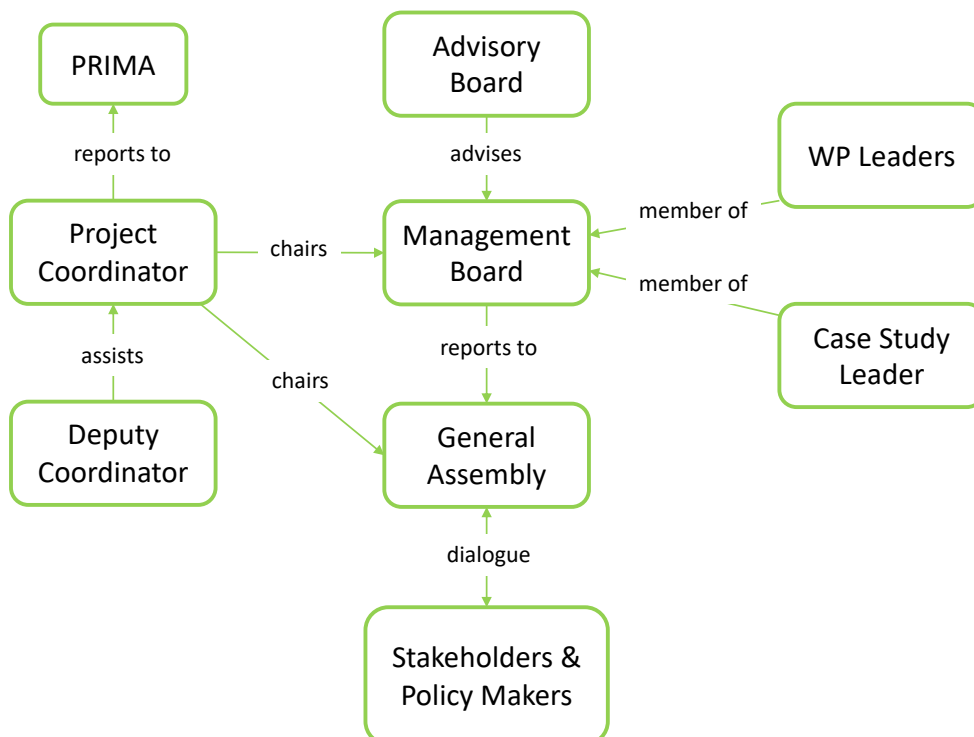 PRIMA
Advisory
Board
reports to
advises
WP Leaders
member of
Project
Coordinator
chairs
Management
Board
member of
assists
chairs
reports to
Case Study
Leader
Deputy
Coordinator
General
Assembly
dialogue
Stakeholders &
Policy Makers